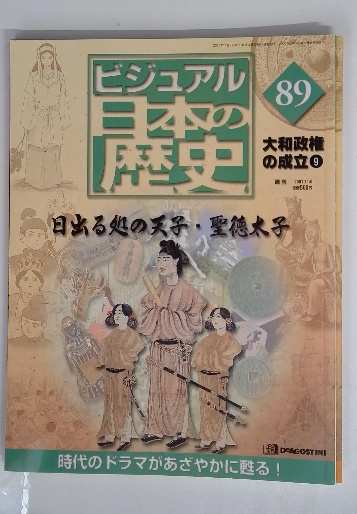 ビジュアル
日本の
歴史
89
大和政権
の成立9
週刊
日出る処の天子・聖徳太子
DeAGOSTINI
時代のドラマがあざやかに甦る!